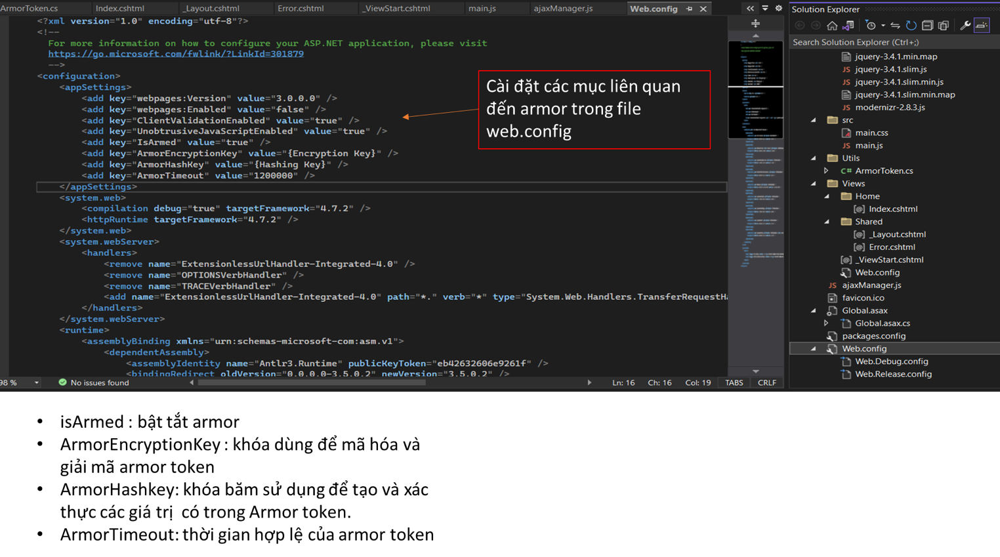 ArmorToken.cs Index.cshtml _Layout.cshtml Error.cshtml _ViewStart.cshtml main.js ajaxManager.js Web.config
<?xml version="1.0" encoding="utf-8"?>
<!--
For more information on how to configure your ASP.NET application, please visit
https://go.microsoft.com/fwlink/?LinkId=301879
-->
<configuration>
<appSettings>
<add key="webpages:Version" value="3.0.0.0" />
<add key="webpages:Enabled" value="false" />
<add key="ClientValidationEnabled" value="true" />
<add key="UnobtrusiveJavaScriptEnabled" value="true" />
<add key="IsArmed" value="true" />
<add key="ArmorEncryptionKey" value="{Encryption Key}" />
<add key="ArmorHashKey" value="{Hashing Key}" />
<add key="ArmorTimeout" value="1200000" />
</appSettings>
<system.web>
<compilation debug="true" targetFramework="4.7.2" />
<httpRuntime targetFramework="4.7.2" />
</system.web>
<system.webServer>
<handlers>
<remove name="ExtensionlessUrlHandler-Integrated-4.0" />
<remove name="OPTIONSVerbHandler" />
<remove name="TRACEVerbHandler" />
<add name="ExtensionlessUrlHandler-Integrated-4.0" path="*." verb="*" type="System.Web.Handlers.TransferRequestHa
</handlers>
</system.webServer>
<runtime>
<assemblyBinding xmlns="urn:schemas-microsoft-com:asm.v1">
<dependentAssembly>
<assemblyIdentity name="Antlr3.Runtime" publicKeyToken="eb42632606e9261f" />
<bindingRedirect oldVersion="0.0.0.0-3.5.0.2" newVersion="3.5.0.2" />
98 % No issues found Ln: 16 Ch: 16 Col: 19 TABS CRLF
Cài đặt các mục liên quan
đến armor trong file
web.config
Solution Explorer
Search Solution Explorer (Ctrl+;)
jquery-3.4.1.min.map
JS jquery-3.4.1.slim.js
JS jquery-3.4.1.slim.min.js
jquery-3.4.1.slim.min.map
JS modernizr-2.8.3.js
src
main.css
JS main.js
Utils
C# ArmorToken.cs
Views
Home
[@] Index.cshtml
Shared
[@] _Layout.cshtml
[@] Error.cshtml
[@] _ViewStart.cshtml
Web.config
JS ajaxManager.js
favicon.ico
Global.asax
Global.asax.cs
packages.config
Web.config
Web.Debug.config
Web.Release.config
• isArmed : bật tắt armor
• ArmorEncryptionKey : khóa dùng để mã hóa và
giải mã armor token
• ArmorHashkey: khóa băm sử dụng để tạo và xác
thực các giá trị có trong Armor token.
• ArmorTimeout: thời gian hợp lệ của armor token